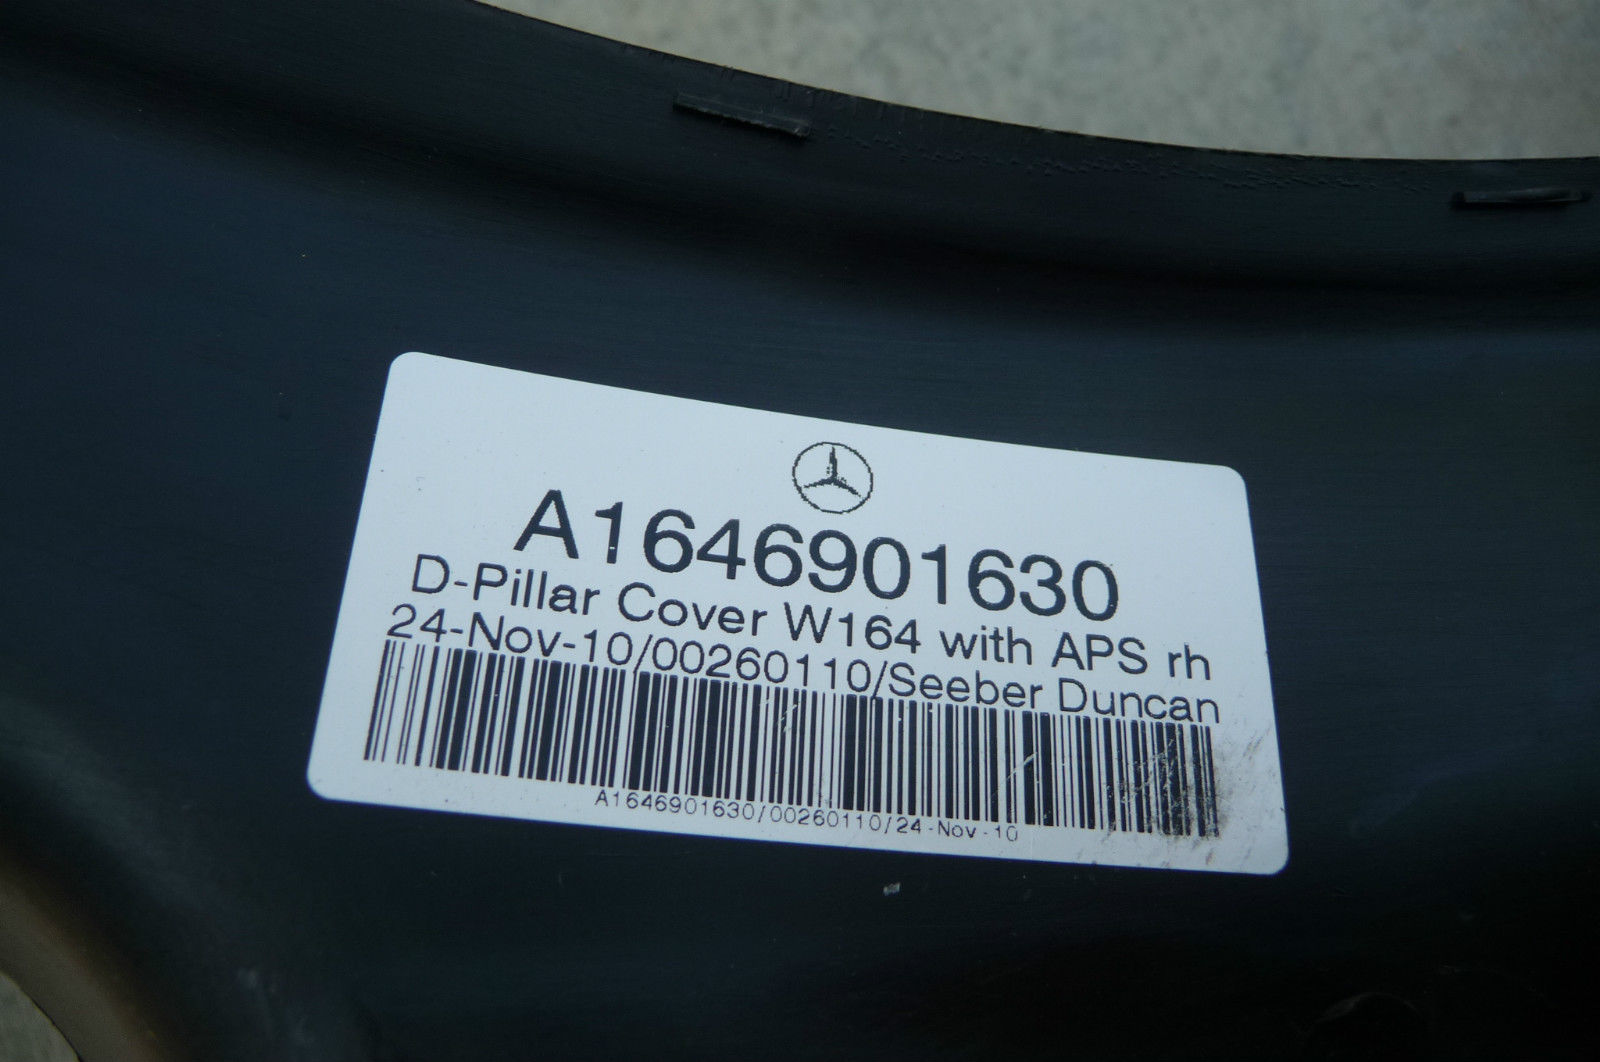 A1646901630
D-Pillar Cover W164 with APS rh
24-Nov-10/00260110/Seeber Duncan
A1646901630/00260110/24-Nov-10